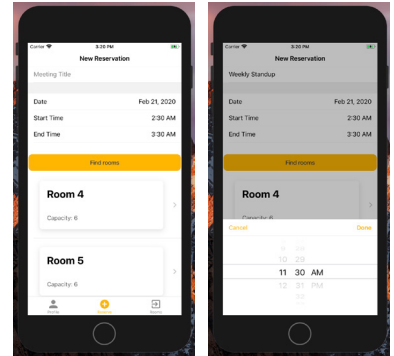 Carrier 3:20 PM
New Reservation
Meeting Title
Date Feb 21, 2020
Start Time 2:30 AM
End Time 3:30 AM
Find rooms
Room 4
Capacity: 6
Room 5
Capacity: 6
Profile Reserve Rooms
Carrier 3:20 PM
New Reservation
Weekly Standup
Date Feb 21, 2020
Start Time 2:30 AM
End Time 3:30 AM
Find rooms
Room 4
Capacity: 6
Cancel Done
10 29
11 30 AM
12 31 PM